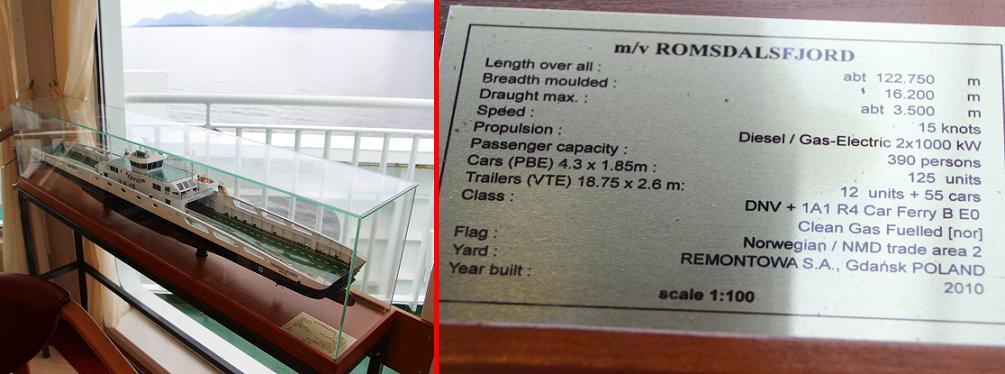 m/v ROMSDALSFJORD
Length over all : abt 122.750 m
Breadth moulded : 16.200 m
Draught max. : abt 3.500 m
Speed : 15 knots
Propulsion : Diesel / Gas-Electric 2x1000 kW
Passenger capacity : 390 persons
Cars (PBE) 4.3 x 1.85m : 125 units
Trailers (VTE) 18.75 x 2.6 m: 12 units + 55 cars
Class : DNV + 1A1 R4 Car Ferry B E0
Clean Gas Fuelled [nor]
Flag : Norwegian / NMD trade area 2
Yard : REMONTOWA S.A., Gdańsk POLAND
Year built : 2010
scale 1:100